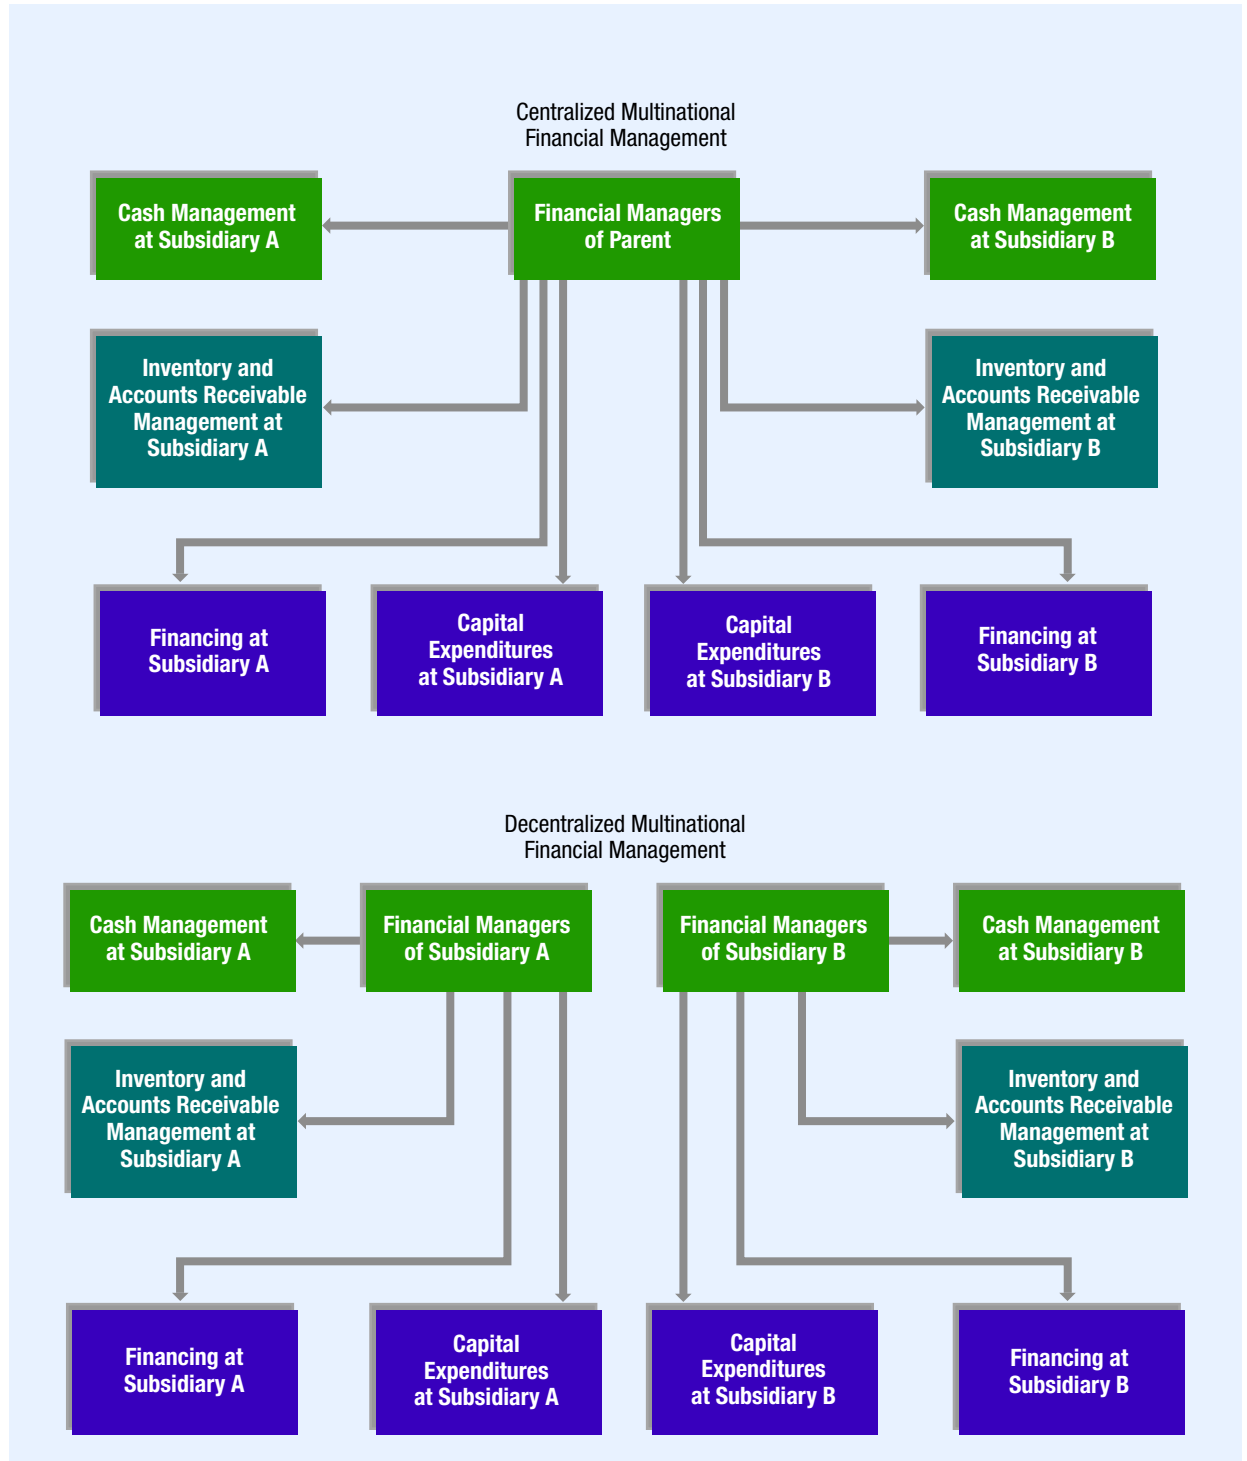 Centralized Multinational
Financial Management
Cash Management
at Subsidiary A
Financial Managers
of Parent
Cash Management
at Subsidiary B
Inventory and
Accounts Receivable
Management at
Subsidiary A
Inventory and
Accounts Receivable
Management at
Subsidiary B
Financing at
Subsidiary A
Capital
Expenditures
at Subsidiary A
Capital
Expenditures
at Subsidiary B
Financing at
Subsidiary B
Decentralized Multinational
Financial Management
Cash Management
at Subsidiary A
Financial Managers
of Subsidiary A
Financial Managers
of Subsidiary B
Cash Management
at Subsidiary B
Inventory and
Accounts Receivable
Management at
Subsidiary A
Inventory and
Accounts Receivable
Management at
Subsidiary B
Financing at
Subsidiary A
Capital
Expenditures
at Subsidiary A
Capital
Expenditures
at Subsidiary B
Financing at
Subsidiary B